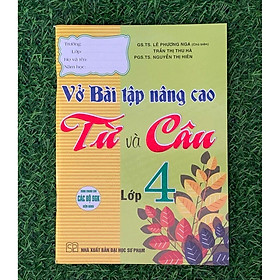 Trường:
Lớp:
Họ và tên:
Năm học:
GS.TS. LÊ PHƯƠNG NGA (Chủ biên)
TRẦN THỊ THU HÀ
PGS.TS. NGUYỄN THỊ HIÊN
Vở Bài tập nâng cao
Từ và Câu
Lớp 4
CÁC BỘ SGK
NHÀ XUẤT BẢN ĐẠI HỌC SƯ PHẠM